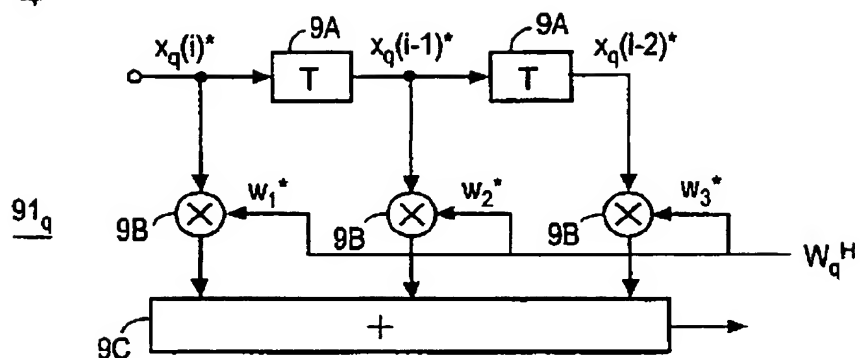 9A 9A
x_q(i)* T x_q(i-1)* T x_q(i-2)*
w_1* w_2* w_3*
91_q 9B × 9B × 9B ×
W_q^H
9C +